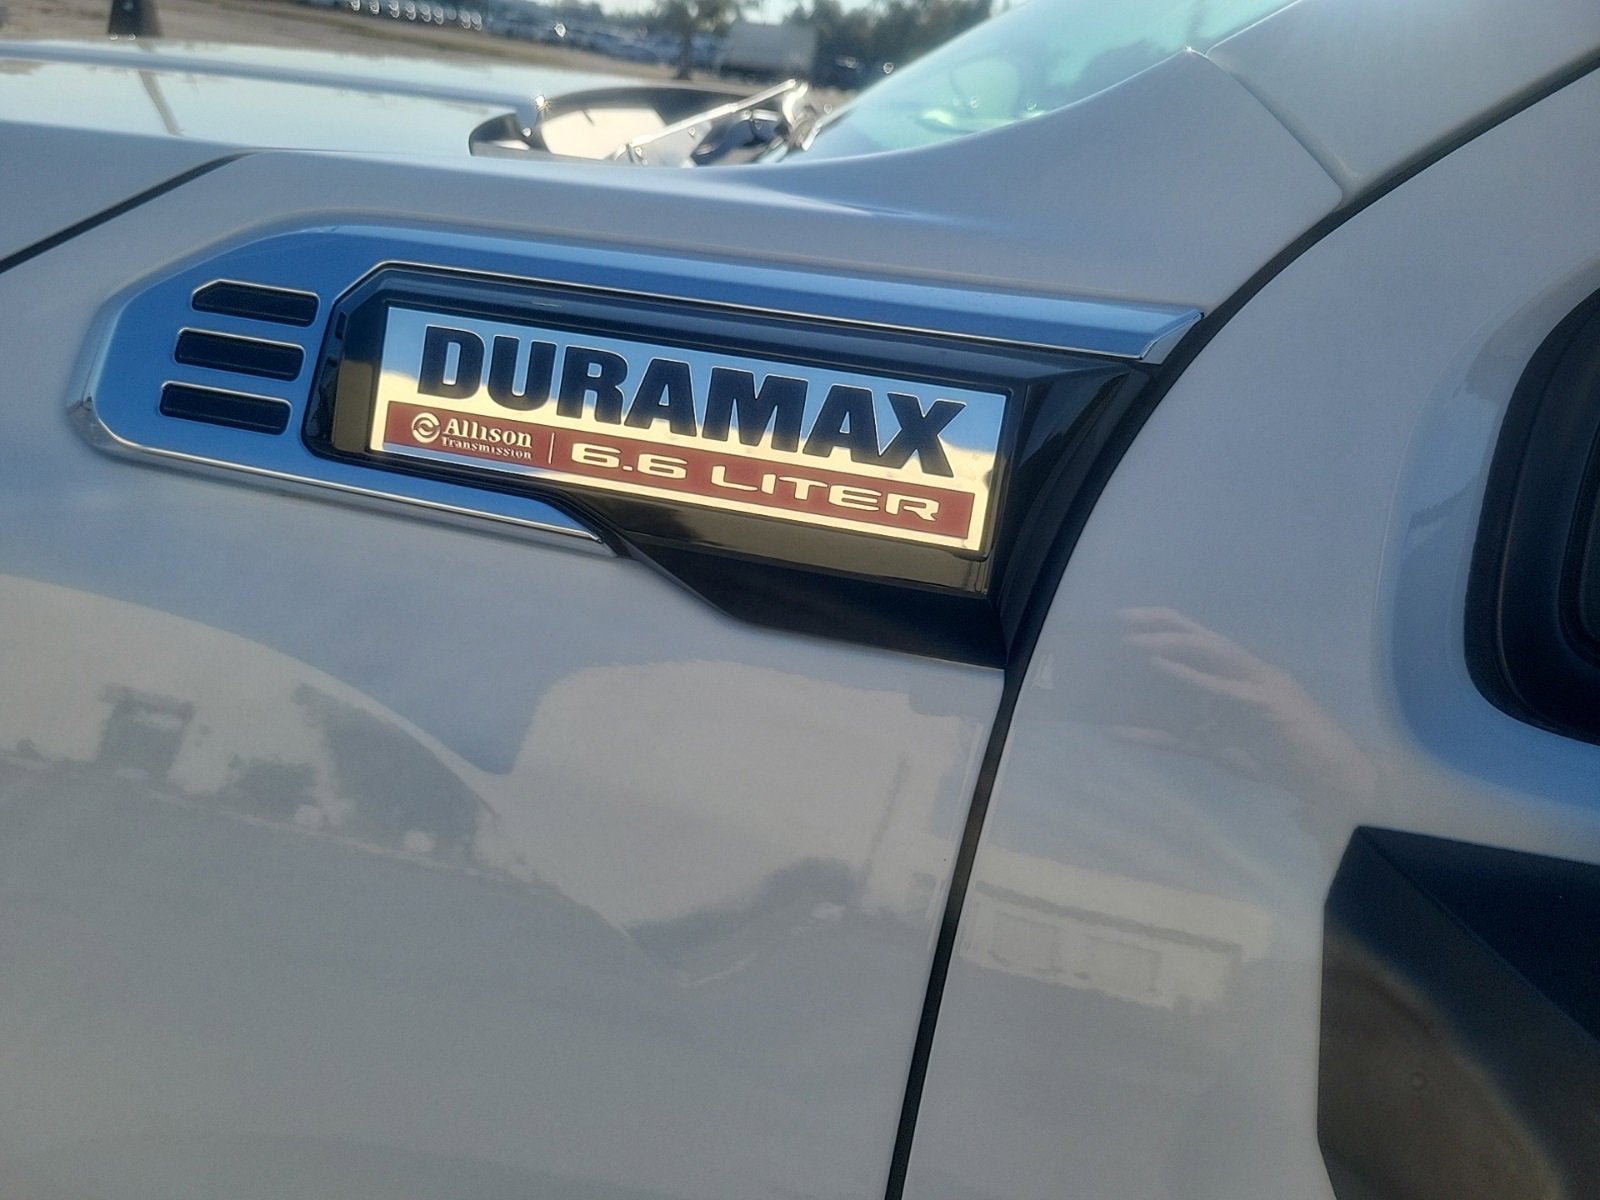 DURAMAX
Allison
Transmission
6.6 LITER